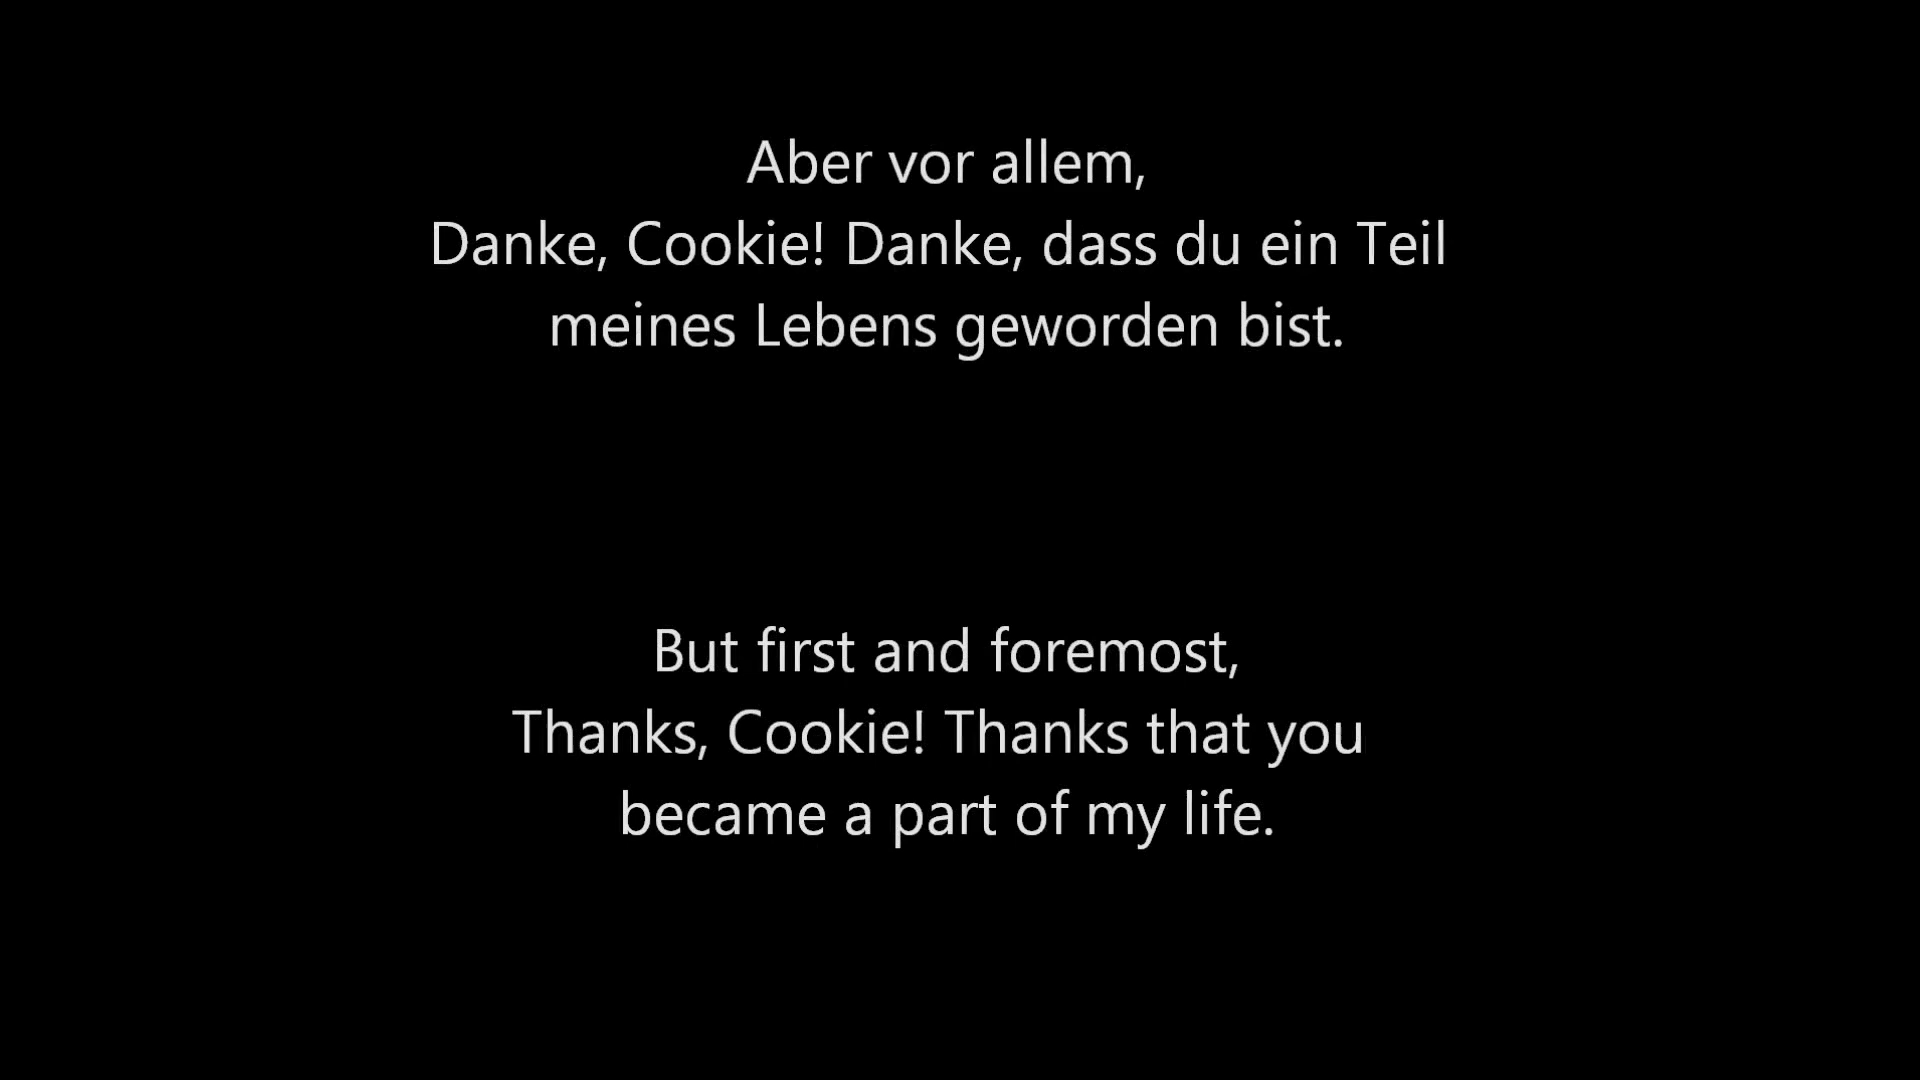 Aber vor allem,
Danke, Cookie! Danke, dass du ein Teil
meines Lebens geworden bist.
But first and foremost,
Thanks, Cookie! Thanks that you
became a part of my life.